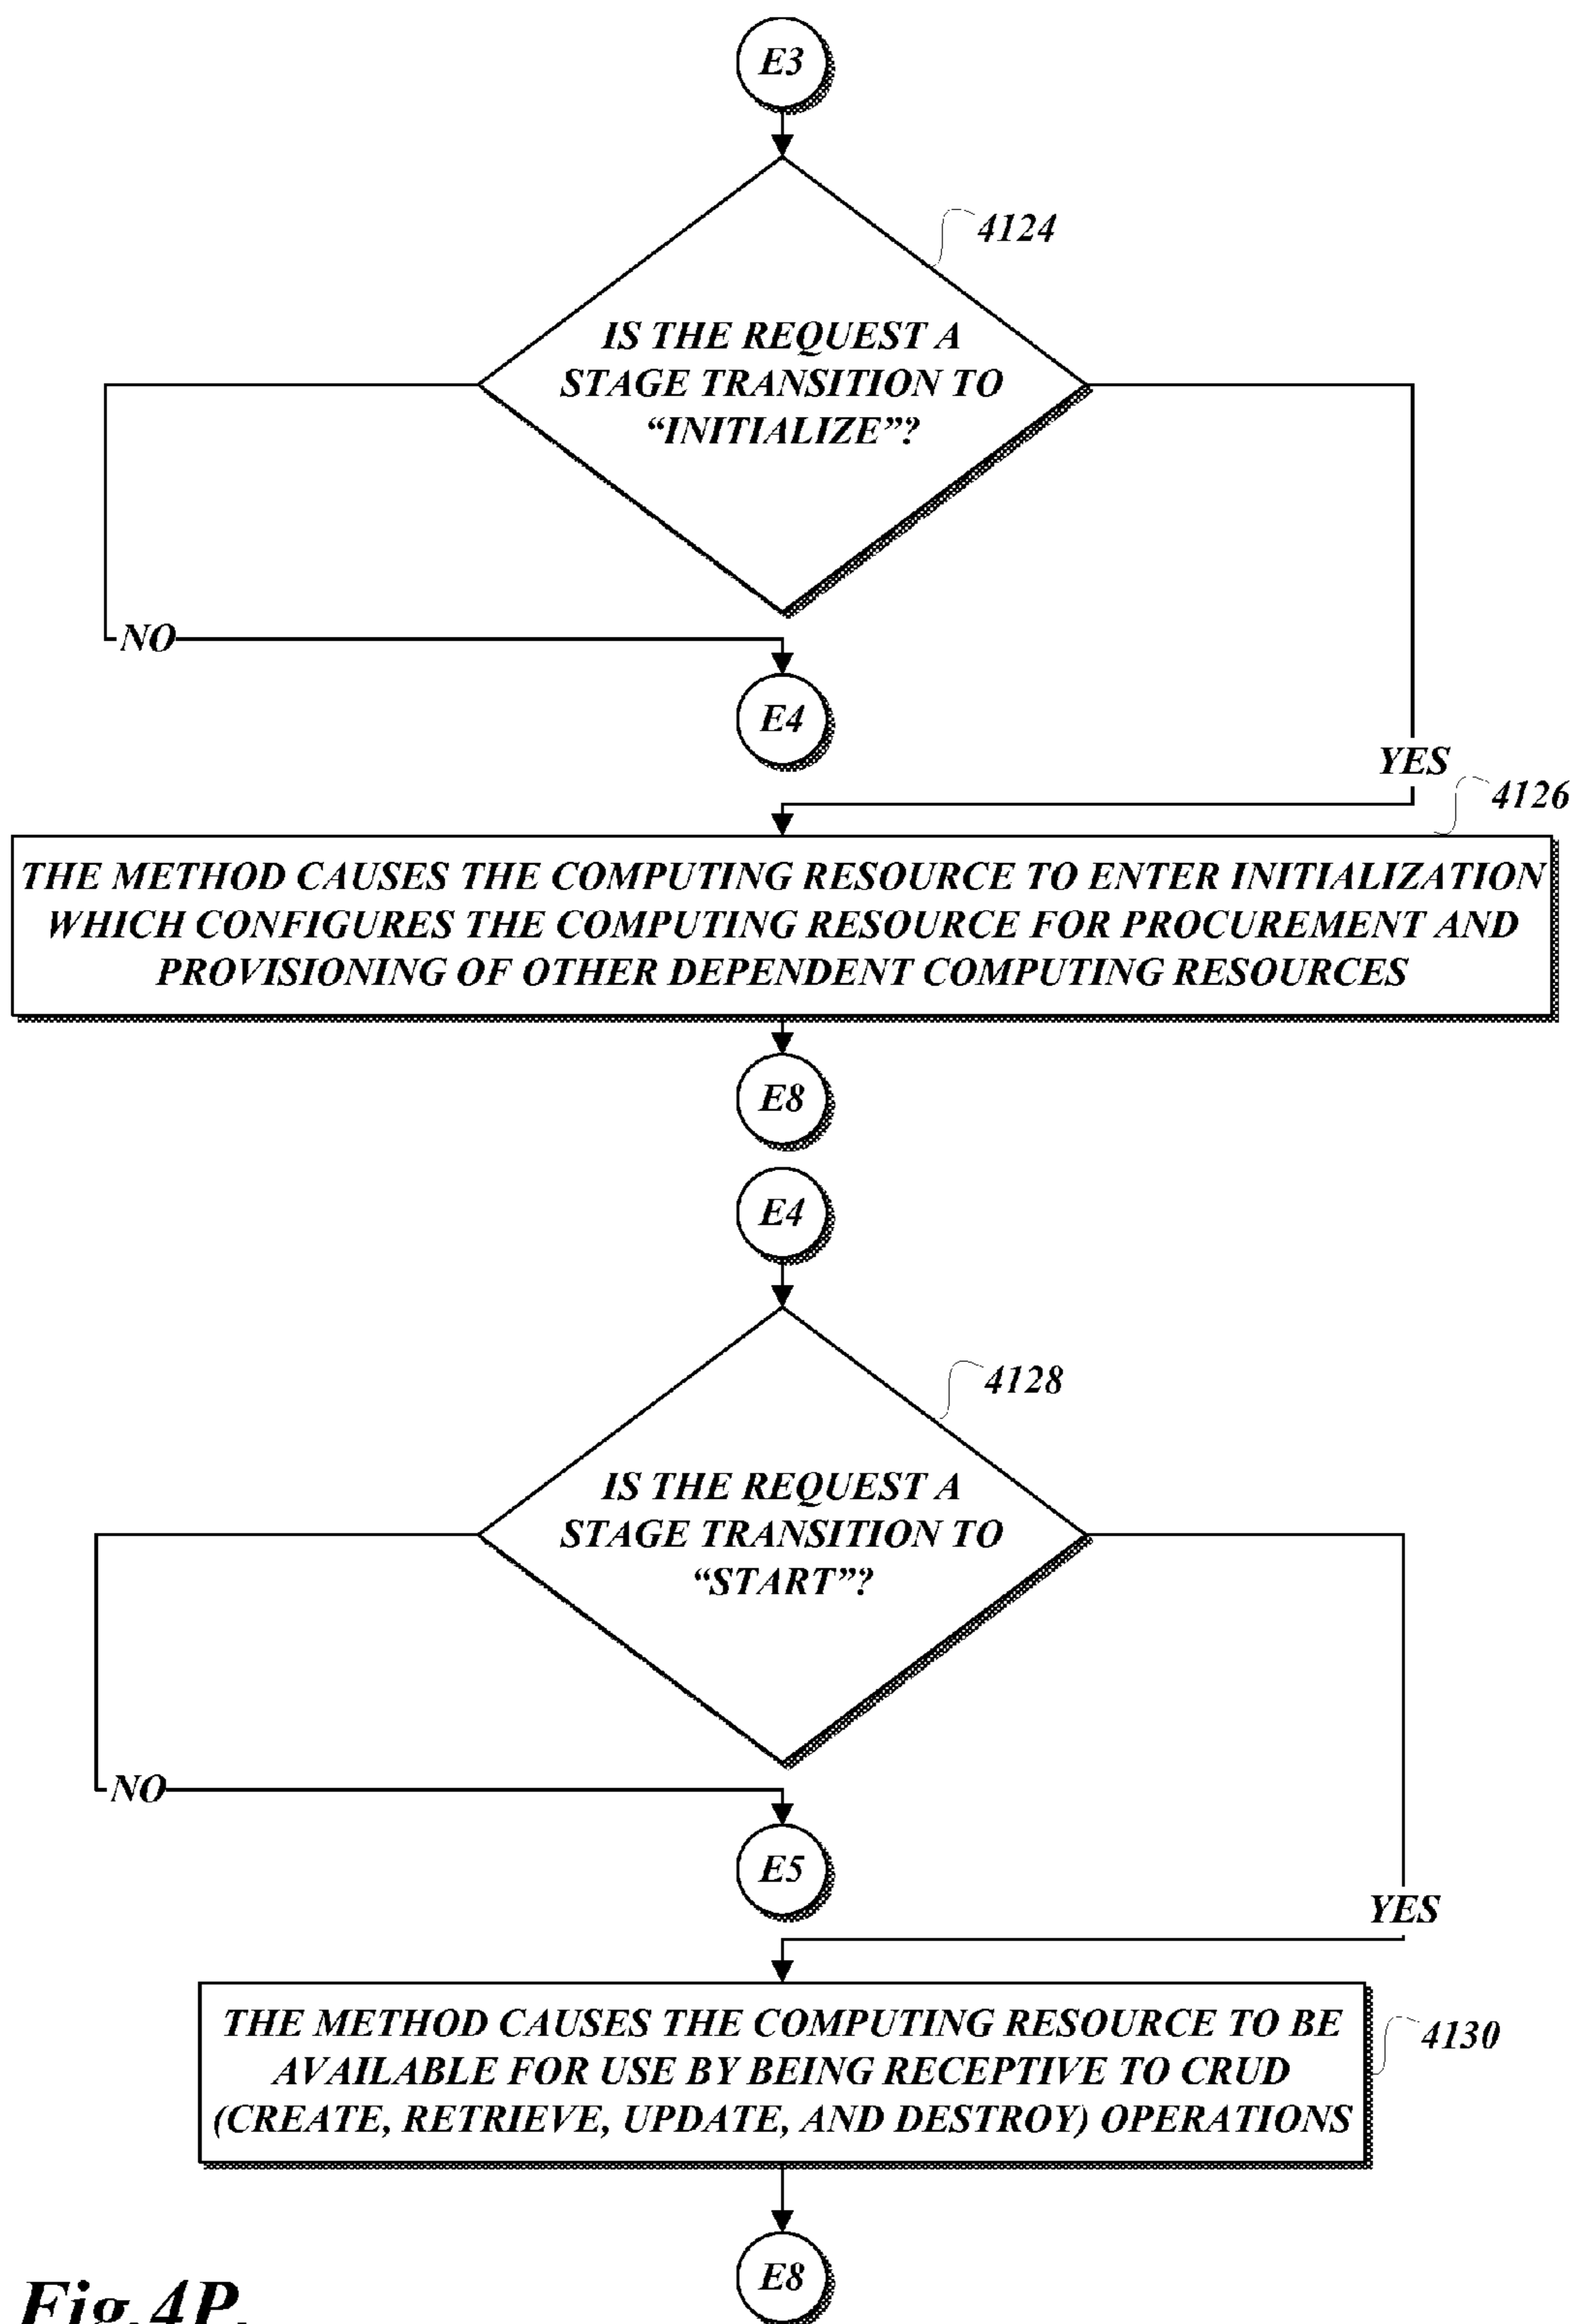 E3
4124
IS THE REQUEST A
STAGE TRANSITION TO
“INITIALIZE”?
NO
E4
YES
4126
THE METHOD CAUSES THE COMPUTING RESOURCE TO ENTER INITIALIZATION
WHICH CONFIGURES THE COMPUTING RESOURCE FOR PROCUREMENT AND
PROVISIONING OF OTHER DEPENDENT COMPUTING RESOURCES
E8
E4
4128
IS THE REQUEST A
STAGE TRANSITION TO
“START”?
NO
E5
YES
THE METHOD CAUSES THE COMPUTING RESOURCE TO BE
AVAILABLE FOR USE BY BEING RECEPTIVE TO CRUD
(CREATE, RETRIEVE, UPDATE, AND DESTROY) OPERATIONS
4130
E8
Fig.4P.